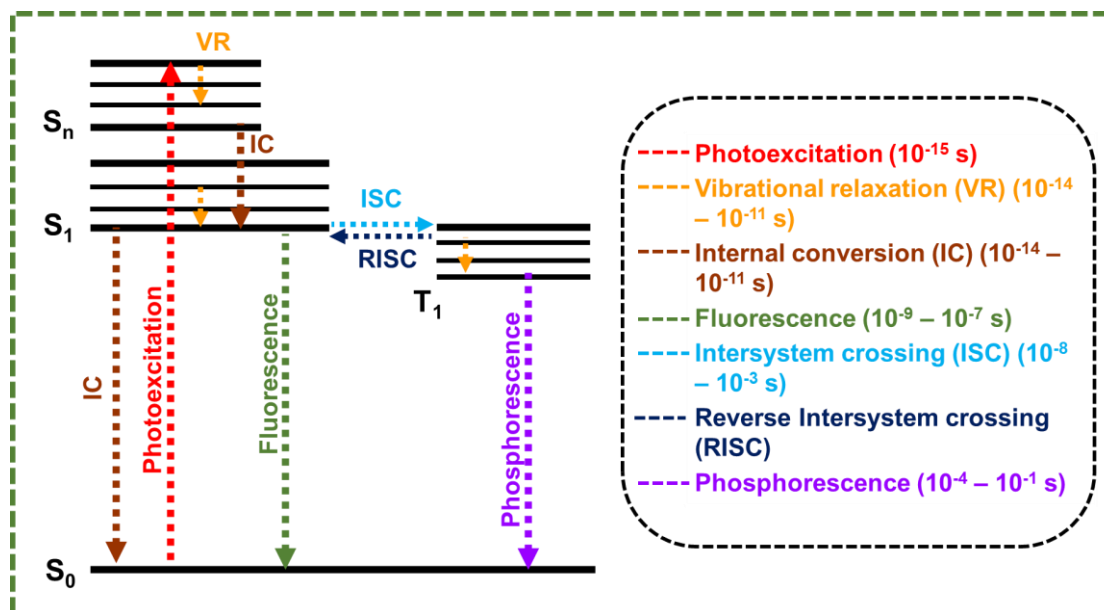 VR
Sₙ
IC
S₁
ISC
RISC
T₁
IC
Photoexcitation
Fluorescence
Phosphorescence
S₀
Photoexcitation (10⁻¹⁵ s)
Vibrational relaxation (VR) (10⁻¹⁴
– 10⁻¹¹ s)
Internal conversion (IC) (10⁻¹⁴ –
10⁻¹¹ s)
Fluorescence (10⁻⁹ – 10⁻⁷ s)
Intersystem crossing (ISC) (10⁻⁸
– 10⁻³ s)
Reverse Intersystem crossing
(RISC)
Phosphorescence (10⁻⁴ – 10⁻¹ s)